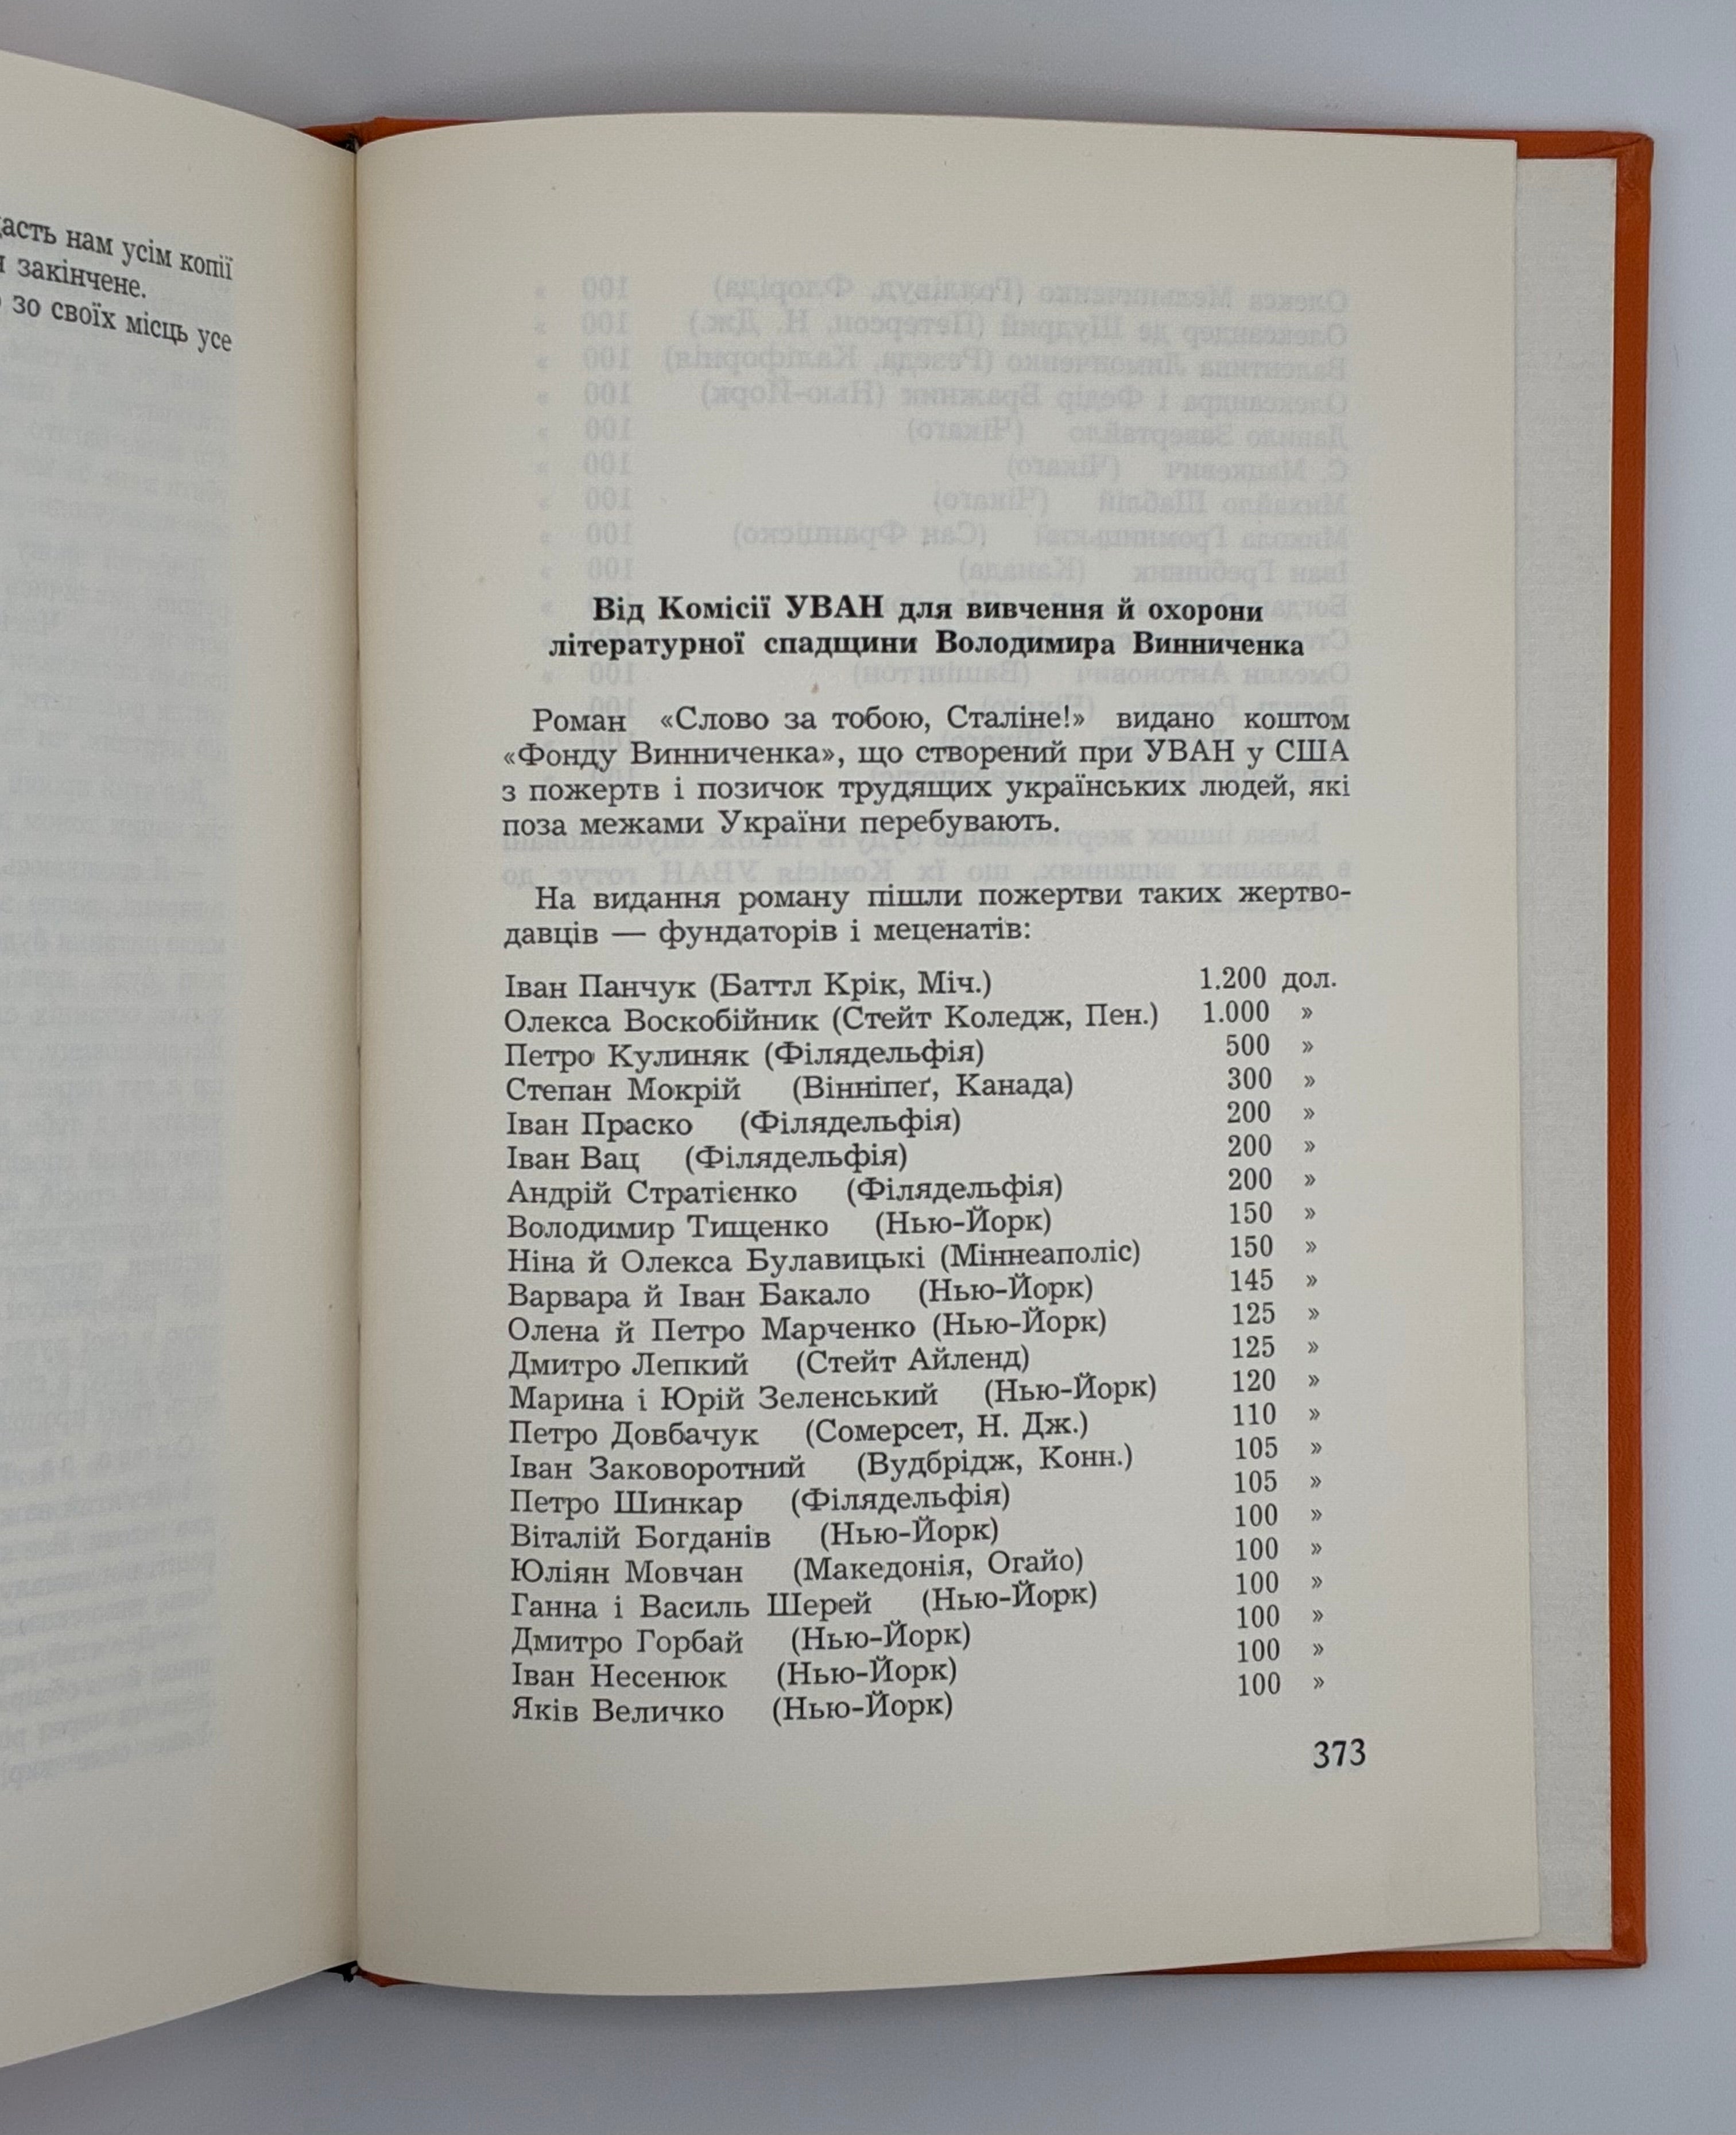 дасть нам усім копії
закінчене.
зо своїх місць усе
Від Комісії УВАН для вивчення й охорони
літературної спадщини Володимира Винниченка
Роман «Слово за тобою, Сталіне!» видано коштом
«Фонду Винниченка», що створений при УВАН у США
з пожертв і позичок трудящих українських людей, які
поза межами України перебувають.
На видання роману пішли пожертви таких жертво-
давців — фундаторів і меценатів:
Іван Панчук (Баттл Крік, Міч.) 1.200 дол.
Олекса Воскобійник (Стейт Коледж, Пен.) 1.000 »
Петро Кулиняк (Філядельфія) 500 »
Степан Мокрій (Вінніпеґ, Канада) 300 »
Іван Праско (Філядельфія) 200 »
Іван Вац (Філядельфія) 200 »
Андрій Стратієнко (Філядельфія) 200 »
Володимир Тищенко (Нью-Йорк) 150 »
Ніна й Олекса Булавицькі (Міннеаполіс) 150 »
Варвара й Іван Бакало (Нью-Йорк) 145 »
Олена й Петро Марченко (Нью-Йорк) 125 »
Дмитро Лепкий (Стейт Айленд) 125 »
Марина і Юрій Зеленський (Нью-Йорк) 120 »
Петро Довбачук (Сомерсет, Н. Дж.) 110 »
Іван Заковоротний (Вудбрідж, Конн.) 105 »
Петро Шинкар (Філядельфія) 105 »
Віталій Богданів (Нью-Йорк) 100 »
Юліян Мовчан (Македонія, Огайо) 100 »
Ганна і Василь Шерей (Нью-Йорк) 100 »
Дмитро Горбай (Нью-Йорк) 100 »
Іван Несенюк (Нью-Йорк) 100 »
Яків Величко (Нью-Йорк) 100 »
373